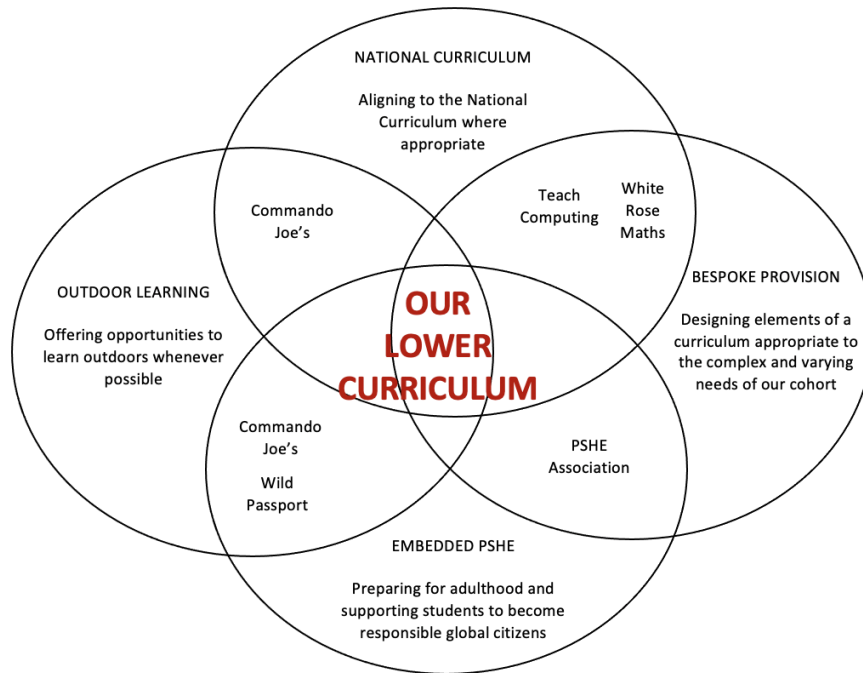 NATIONAL CURRICULUM
Aligning to the National
Curriculum where
appropriate
Commando
Joe’s
Teach
Computing
White
Rose
Maths
OUTDOOR LEARNING
Offering opportunities to
learn outdoors whenever
possible
OUR
LOWER
CURRICULUM
BESPOKE PROVISION
Designing elements of a
curriculum appropriate to
the complex and varying
needs of our cohort
Commando
Joe’s
Wild
Passport
PSHE
Association
EMBEDDED PSHE
Preparing for adulthood and
supporting students to become
responsible global citizens